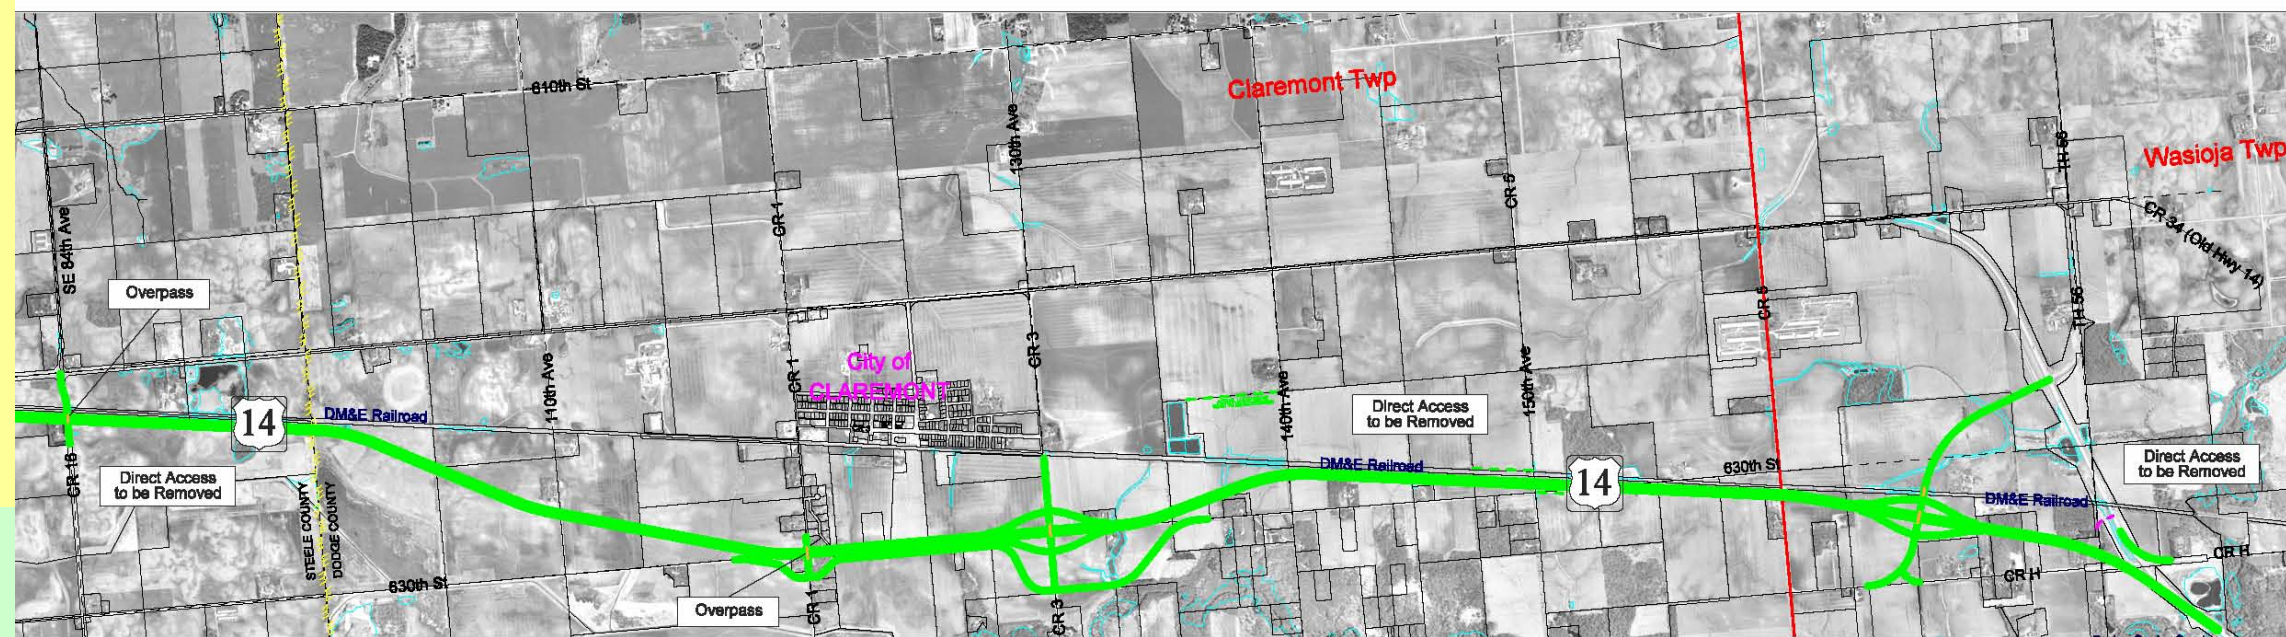 610th St
Claremont Twp
130th Ave
TH 56
Wasioja Twp
CR 5
CR 1
SE 84th Ave
CR 34 (Old Hwy 14)
Overpass
CR 5
TH 56
CR 3
City of
CLAREMONT
CR 1
110th Ave
140th Ave
150th Ave
Direct Access
to be Removed
14
DM&E Railroad
DM&E Railroad
630th St
14
Direct Access
to be Removed
CR 16
Direct Access
to be Removed
DM&E Railroad
STEELE COUNTY
DODGE COUNTY
CR H
CR H
630th St
Overpass
CR 1
CR 3